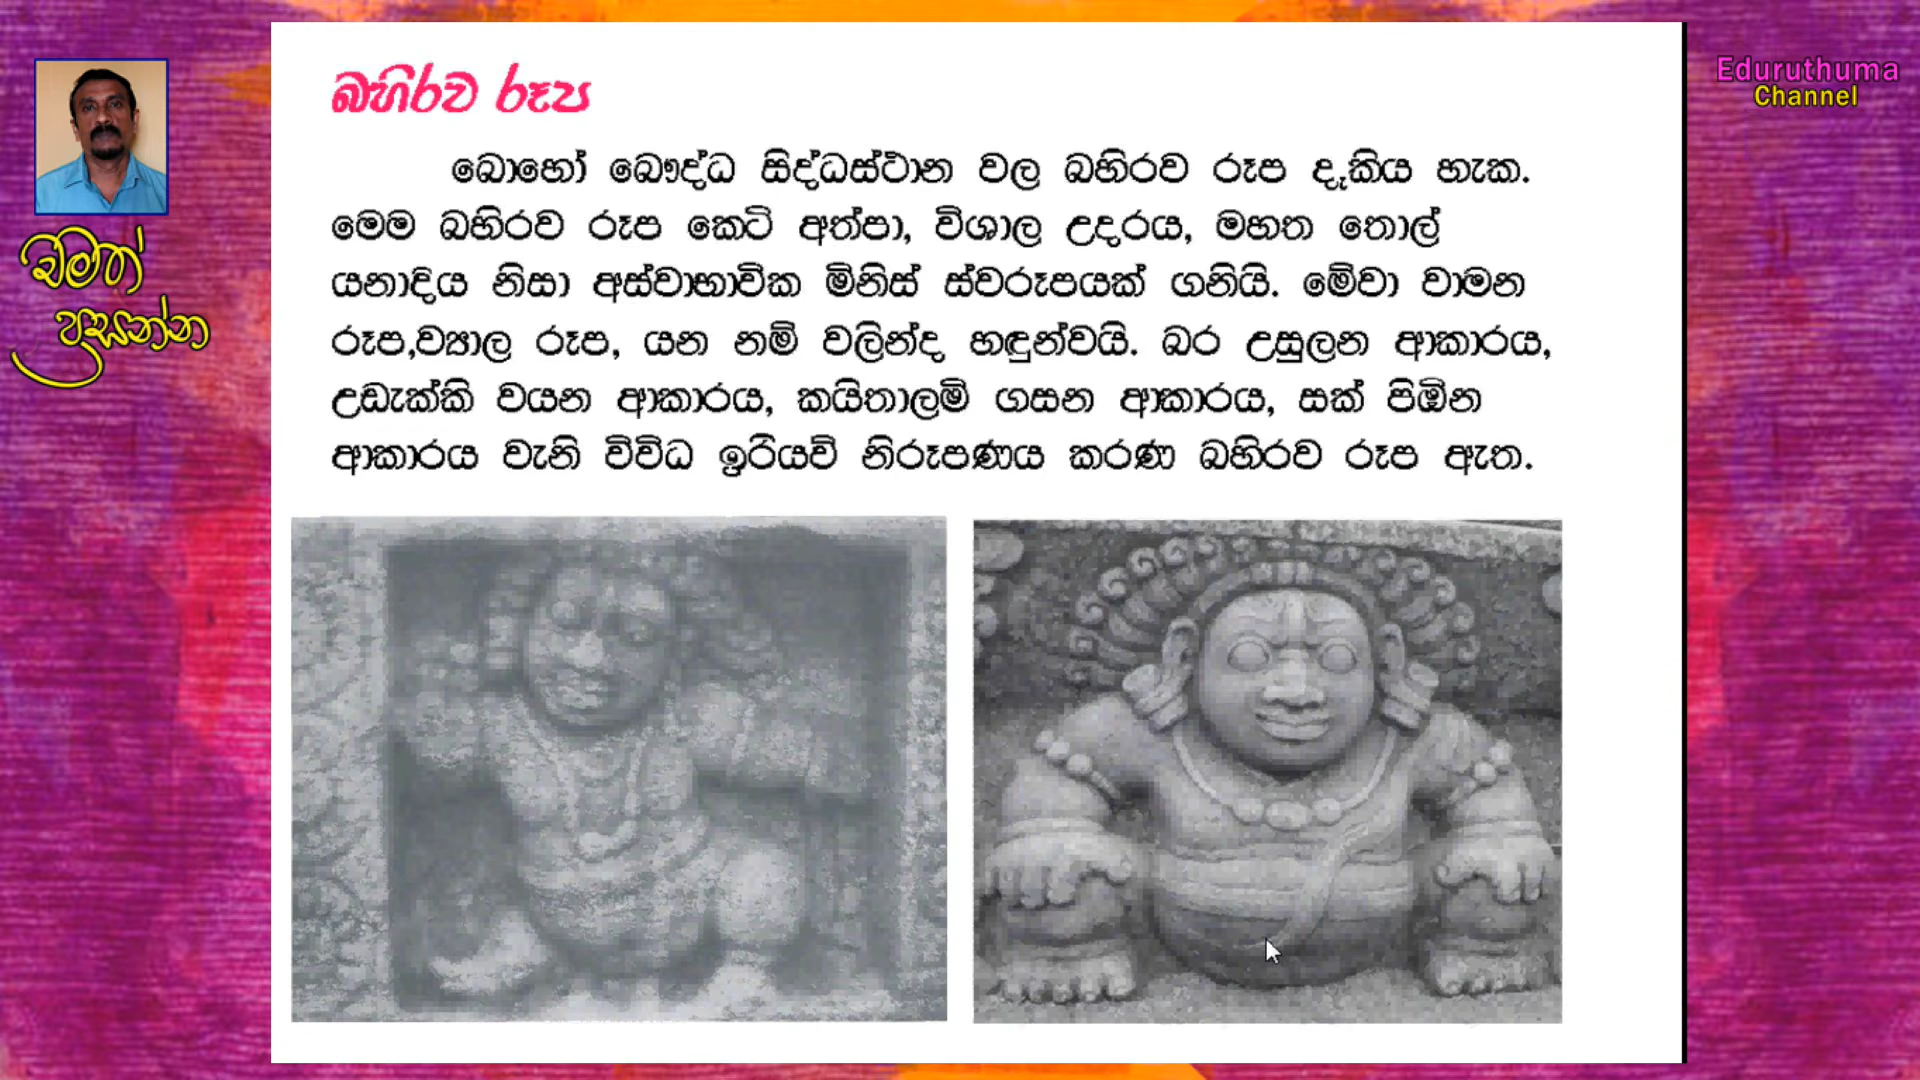 බහිරව රූප
බොහෝ බෞද්ධ සිද්ධස්ථාන වල බහිරව රූප දැකිය හැක.
මෙම බහිරව රූප කෙටි අත්පා, විශාල උදරය, මහත තොල්
යනාදිය නිසා අස්වාභාවික මිනිස් ස්වරූපයක් ගනියි. මේවා වාමන
රූප,ව්‍යාල රූප, යන නම් වලින්ද හඳුන්වයි. බර උසුලන ආකාරය,
උඩැක්කි වයන ආකාරය, කයිතාලම් ගසන ආකාරය, සක් පිඹින
ආකාරය වැනි විවිධ ඉරියව් නිරූපණය කරණ බහිරව රූප ඇත.
චමත්
ප්‍රසන්න
Eduruthuma
Channel